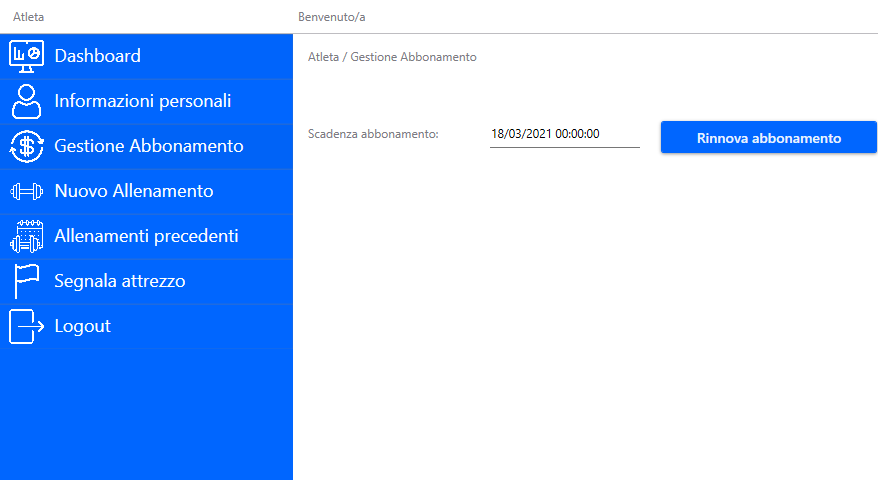 Atleta
Benvenuto/a
Dashboard
Informazioni personali
Gestione Abbonamento
Nuovo Allenamento
Allenamenti precedenti
Segnala attrezzo
Logout
Atleta / Gestione Abbonamento
Scadenza abbonamento: 18/03/2021 00:00:00 Rinnova abbonamento